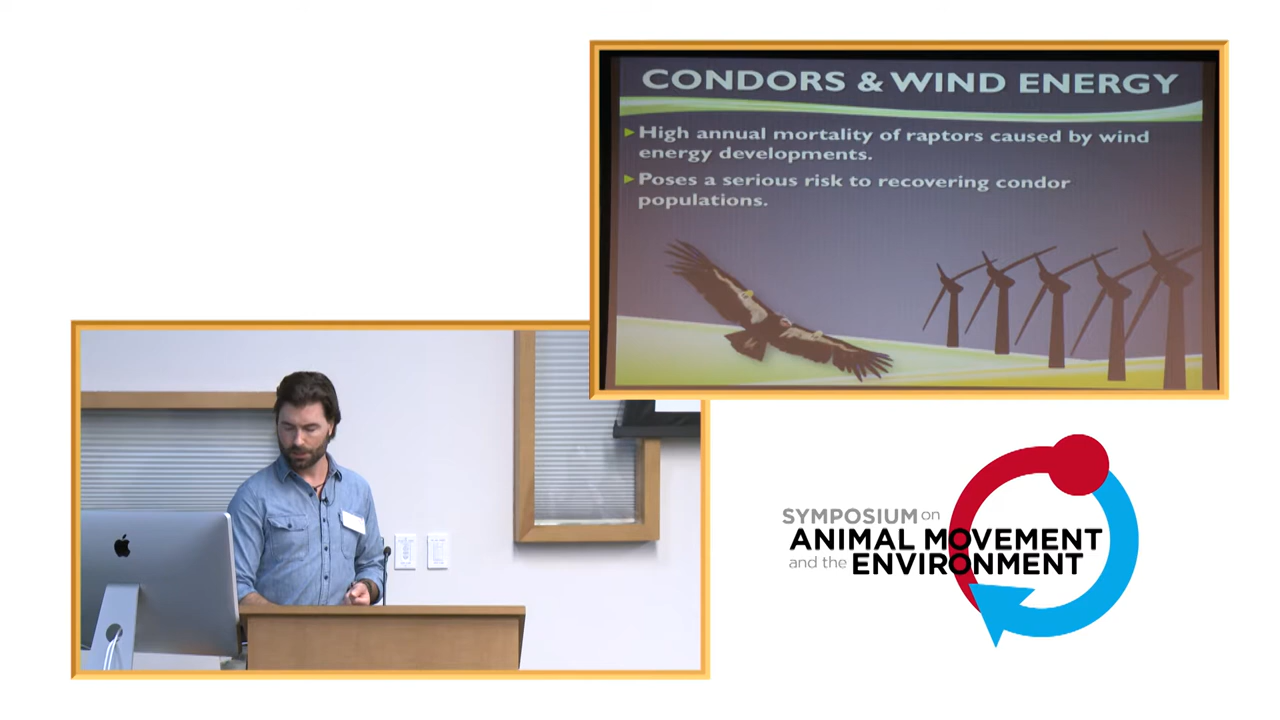 CONDORS & WIND ENERGY
High annual mortality of raptors caused by wind
energy developments.
Poses a serious risk to recovering condor
populations.
SYMPOSIUM on
ANIMAL MOVEMENT
and the ENVIRONMENT